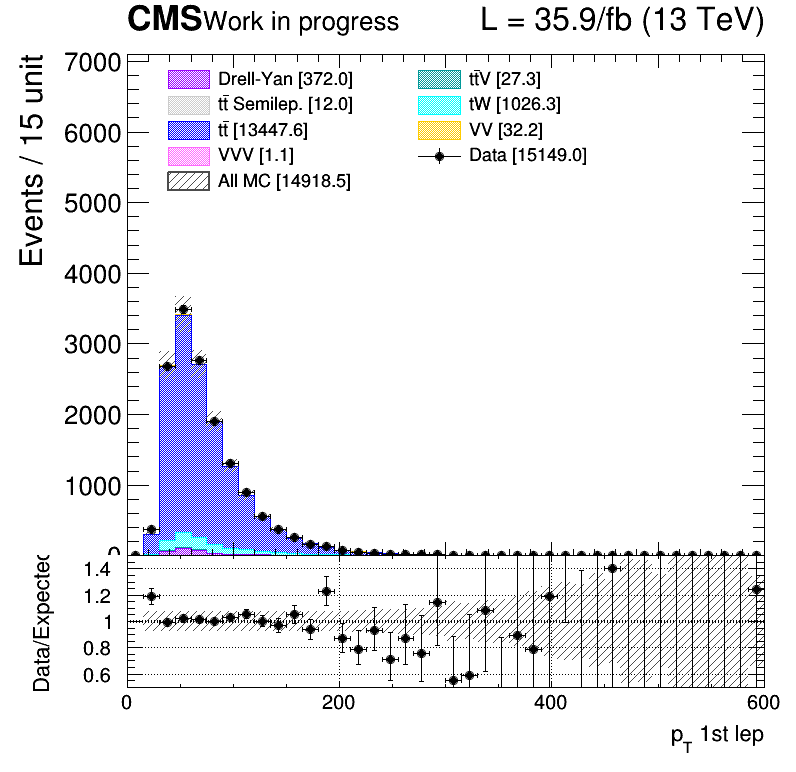 CMS Work in progress L = 35.9/fb (13 TeV)
Events / 15 unit
7000
6000
5000
4000
3000
2000
1000
0
Drell-Yan [372.0]
tt̄ Semilep. [12.0]
tt̄ [13447.6]
VVV [1.1]
All MC [14918.5]
tt̄V [27.3]
tW [1026.3]
VV [32.2]
Data [15149.0]
Data/Expected
1.4
1.2
1
0.8
0.6
0 200 400 600
p_T 1st lep